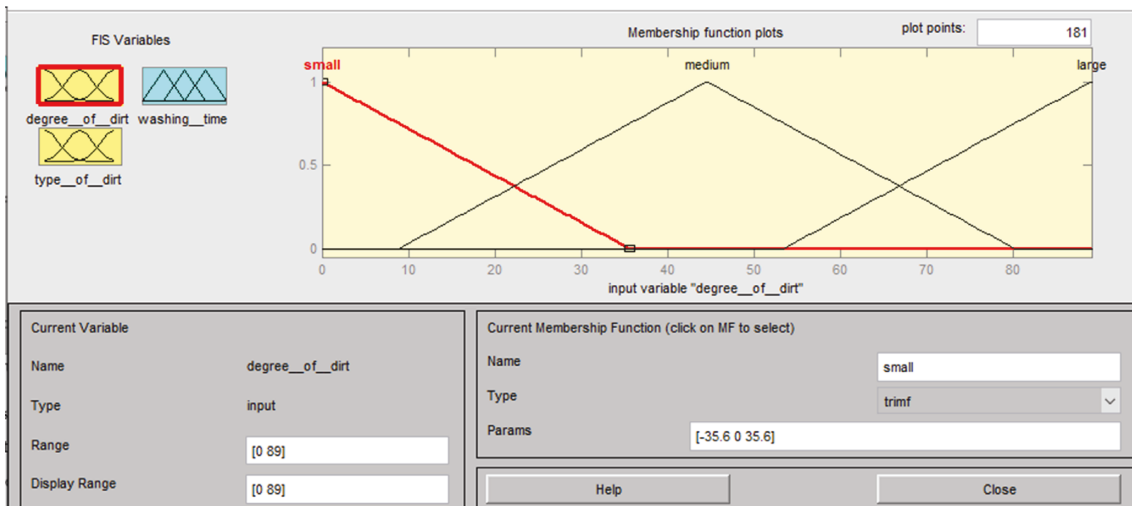 FIS Variables
degree__of__dirt
washing__time
type__of__dirt
Membership function plots
plot points:
181
small
medium
large
1
0.5
0
0
10
20
30
40
50
60
70
80
input variable "degree__of__dirt"
Current Variable
Name
degree__of__dirt
Type
input
Range
[0 89]
Display Range
[0 89]
Current Membership Function (click on MF to select)
Name
small
Type
trimf
Params
[-35.6 0 35.6]
Help
Close